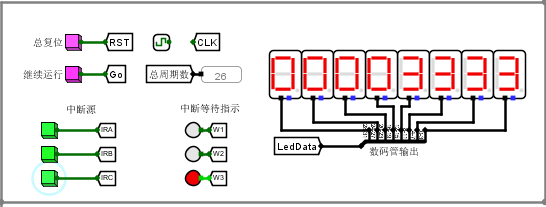 总复位 RST CLK
继续运行 Go 总周期数 26
00003333
中断源 中断等待指示
IRA W1
IRB W2
IRC W3
LedData 数码管输出